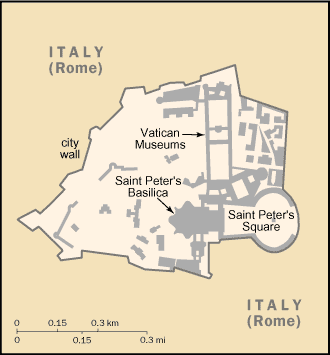 ITALY
(Rome)
Vatican
Museums
city
wall
Saint Peter's
Basilica
Saint Peter's
Square
ITALY
(Rome)
0 0.15 0.3 km
0 0.15 0.3 mi